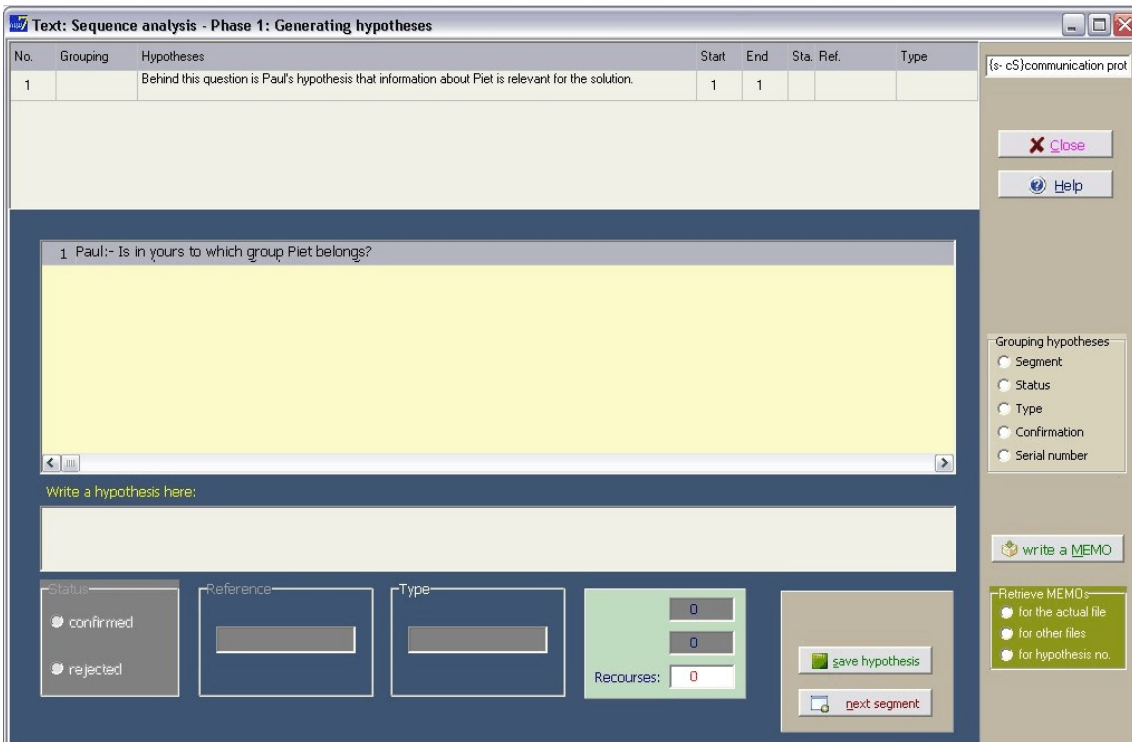 Text: Sequence analysis - Phase 1: Generating hypotheses
No. Grouping Hypotheses Start End Sta. Ref. Type
1 Behind this question is Paul's hypothesis that information about Piet is relevant for the solution. 1 1
{s- cS}communication prot
Close
Help
1 Paul:- Is in yours to which group Piet belongs?
Grouping hypotheses
Segment
Status
Type
Confirmation
Serial number
Write a hypothesis here:
write a MEMO
Status
confirmed
rejected
Reference
Type
0
0
Recourses: 0
save hypothesis
next segment
Retrieve MEMOs
for the actual file
for other files
for hypothesis no.